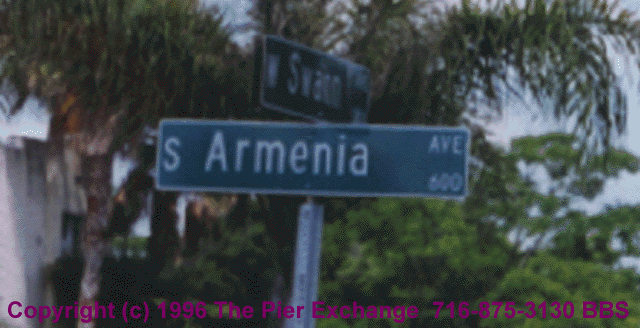 W Swann
S Armenia AVE
600
Copyright (c) 1996 The Pier Exchange 716-875-3130 BBS